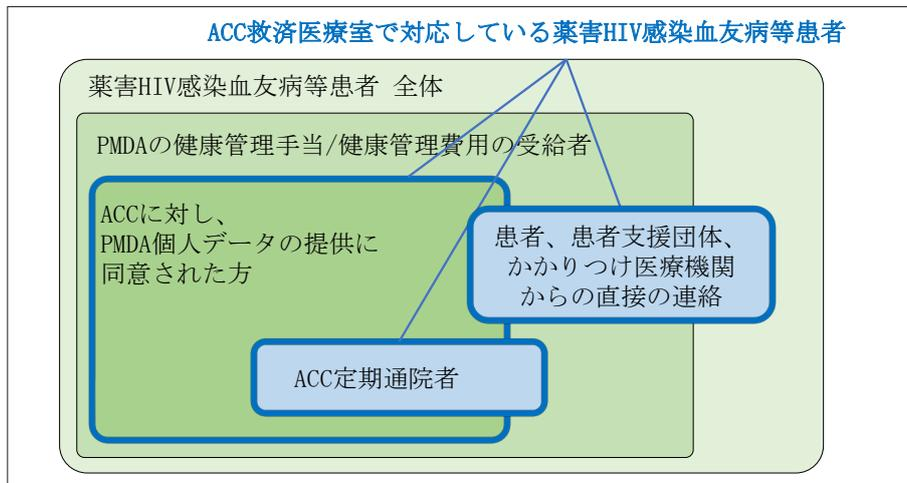 ACC救済医療室で対応している薬害HIV感染血友病等患者
薬害HIV感染血友病等患者 全体
PMDAの健康管理手当/健康管理費用の受給者
ACCに対し、
PMDA個人データの提供に
同意された方
患者、患者支援団体、
かかりつけ医療機関
からの直接の連絡
ACC定期通院者